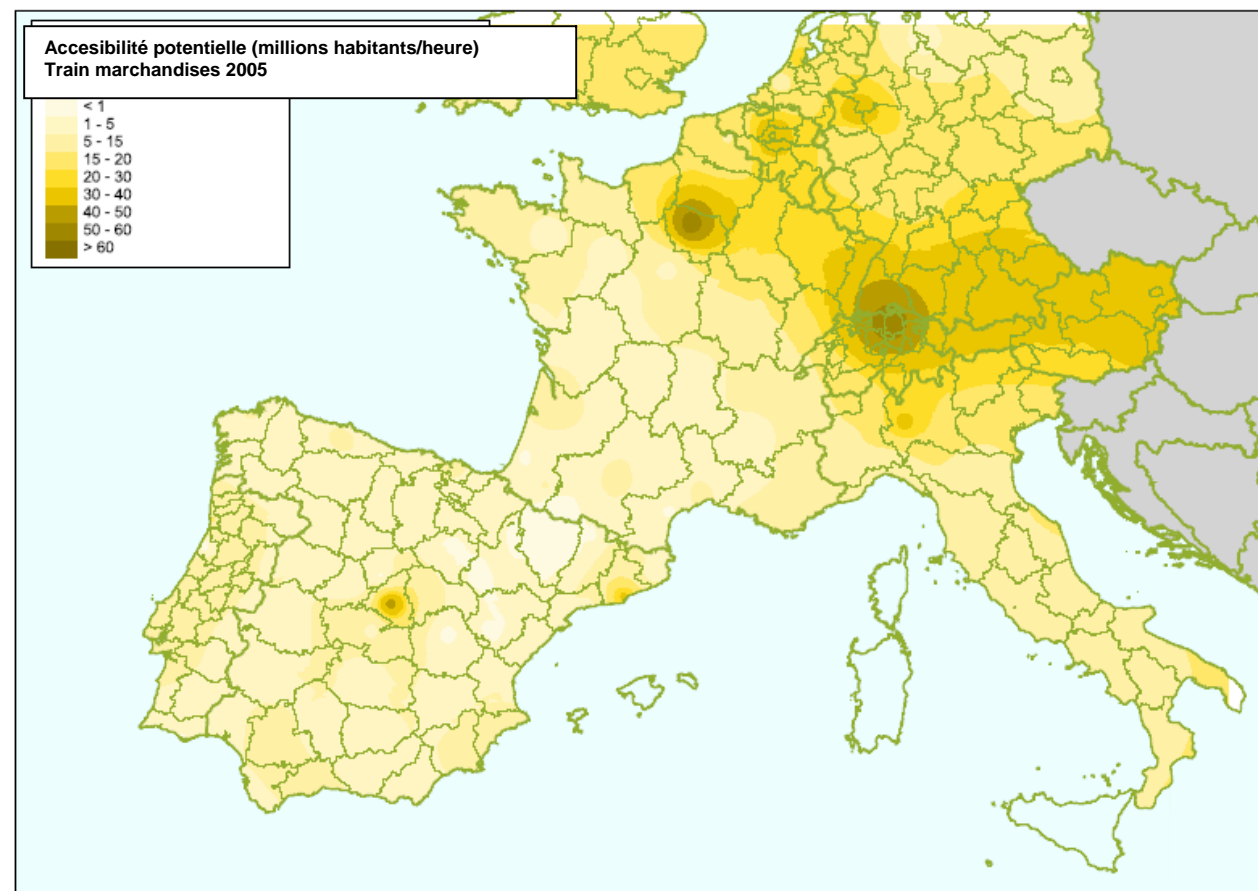 Accesibilité potentielle (millions habitants/heure)
Train marchandises 2005
< 1
1 - 5
5 - 15
15 - 20
20 - 30
30 - 40
40 - 50
50 - 60
> 60